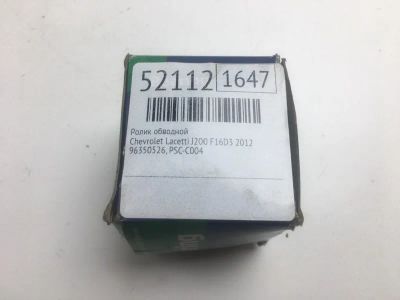 52112 1647
Ролик обводной
Chevrolet Lacetti J200 F16D3 2012
96350526, PSC-C004